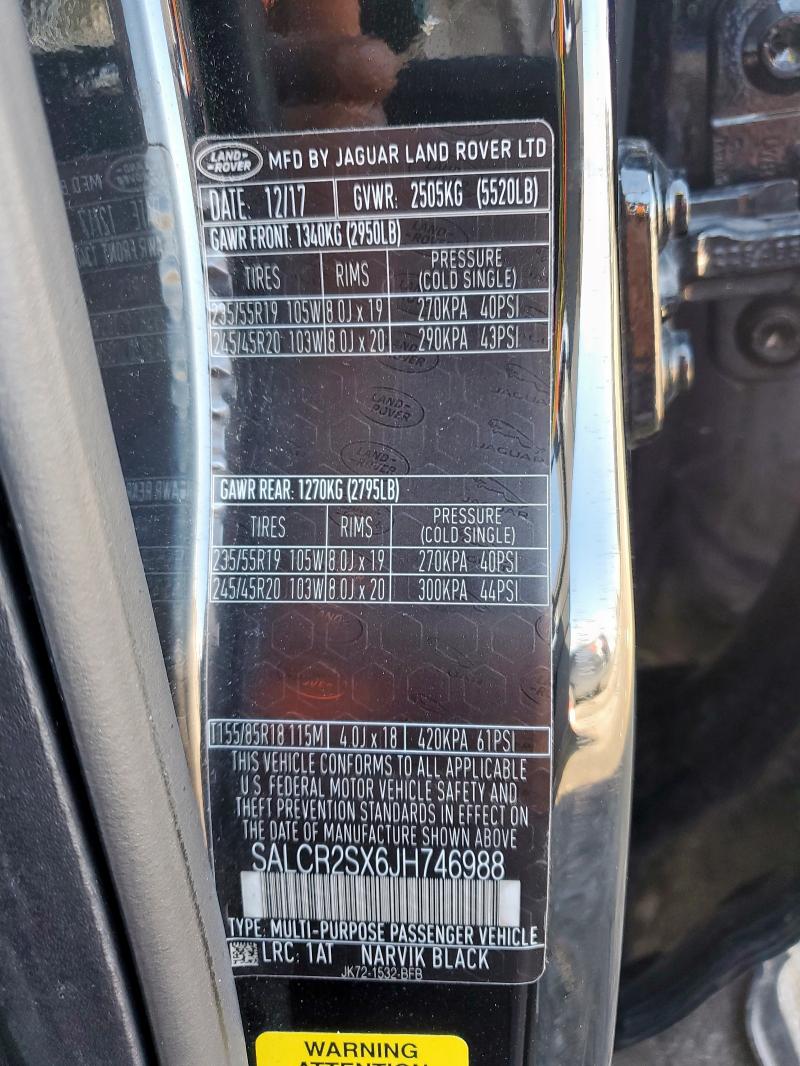 LAND-ROVER MFD BY JAGUAR LAND ROVER LTD
DATE: 12/17 GVWR: 2505KG (5520LB)
GAWR FRONT: 1340KG (2950LB)
TIRES RIMS PRESSURE (COLD SINGLE)
235/55R19 105W 8.0J x 19 270KPA 40PSI
245/45R20 103W 8.0J x 20 290KPA 43PSI
LAND-ROVER
JAGUAR
GAWR REAR: 1270KG (2795LB)
TIRES RIMS PRESSURE (COLD SINGLE)
235/55R19 105W 8.0J x 19 270KPA 40PSI
245/45R20 103W 8.0J x 20 300KPA 44PSI
T155/85R18 115M 4.0J x 18 420KPA 61PSI
THIS VEHICLE CONFORMS TO ALL APPLICABLE
U.S. FEDERAL MOTOR VEHICLE SAFETY AND
THEFT PREVENTION STANDARDS IN EFFECT ON
THE DATE OF MANUFACTURE SHOWN ABOVE
SALCR2SX6JH746988
TYPE: MULTI-PURPOSE PASSENGER VEHICLE
LRC: 1AT NARVIK BLACK
JK72-1532-BFB
WARNING
ATTENTION